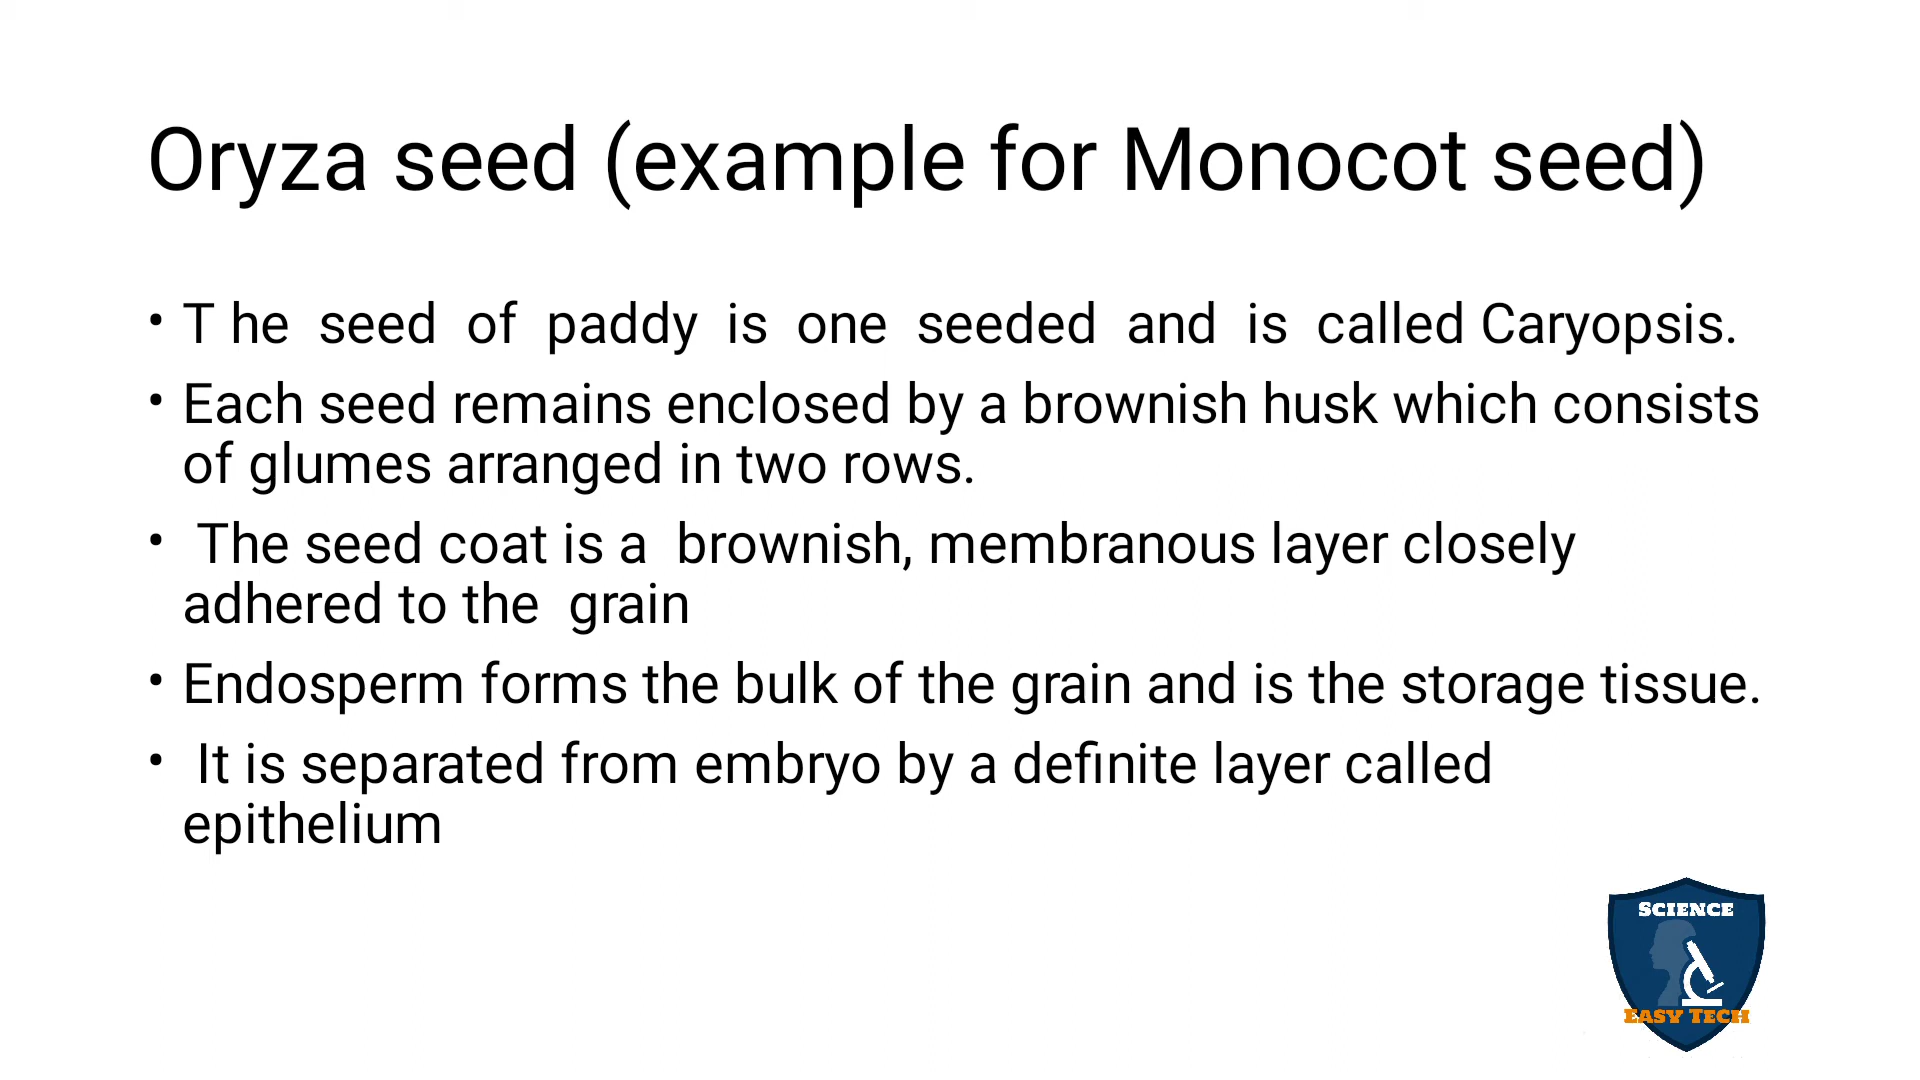 Oryza seed (example for Monocot seed)
• T he seed of paddy is one seeded and is called Caryopsis.
• Each seed remains enclosed by a brownish husk which consists
of glumes arranged in two rows.
• The seed coat is a brownish, membranous layer closely
adhered to the grain
• Endosperm forms the bulk of the grain and is the storage tissue.
• It is separated from embryo by a definite layer called
epithelium
SCIENCE
EASY TECH